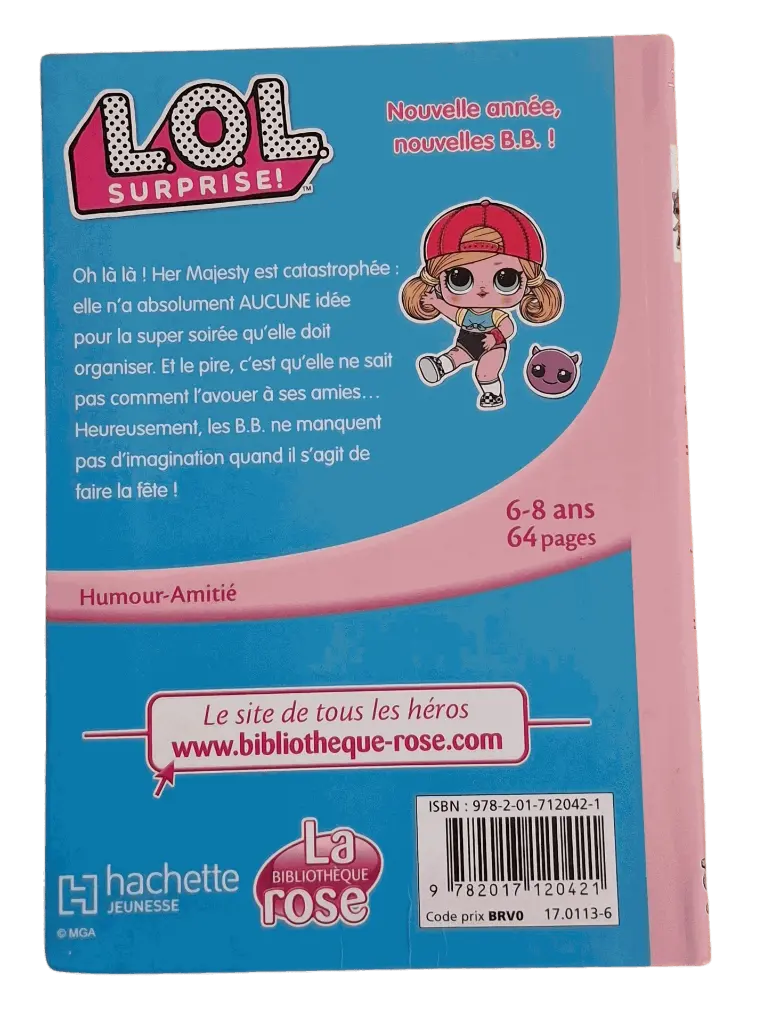 L.O.L.
SURPRISE!™
Nouvelle année,
nouvelles B.B. !
Oh là là ! Her Majesty est catastrophée :
elle n'a absolument AUCUNE idée
pour la super soirée qu'elle doit
organiser. Et le pire, c'est qu'elle ne sait
pas comment l'avouer à ses amies...
Heureusement, les B.B. ne manquent
pas d'imagination quand il s'agit de
faire la fête !
6-8 ans
64 pages
Humour-Amitié
Le site de tous les héros
www.bibliotheque-rose.com
ISBN : 978-2-01-712042-1
9 782017 120421
Code prix BRV0 17.0113-6
hachette
JEUNESSE
La
BIBLIOTHÈQUE
rose
© MGA